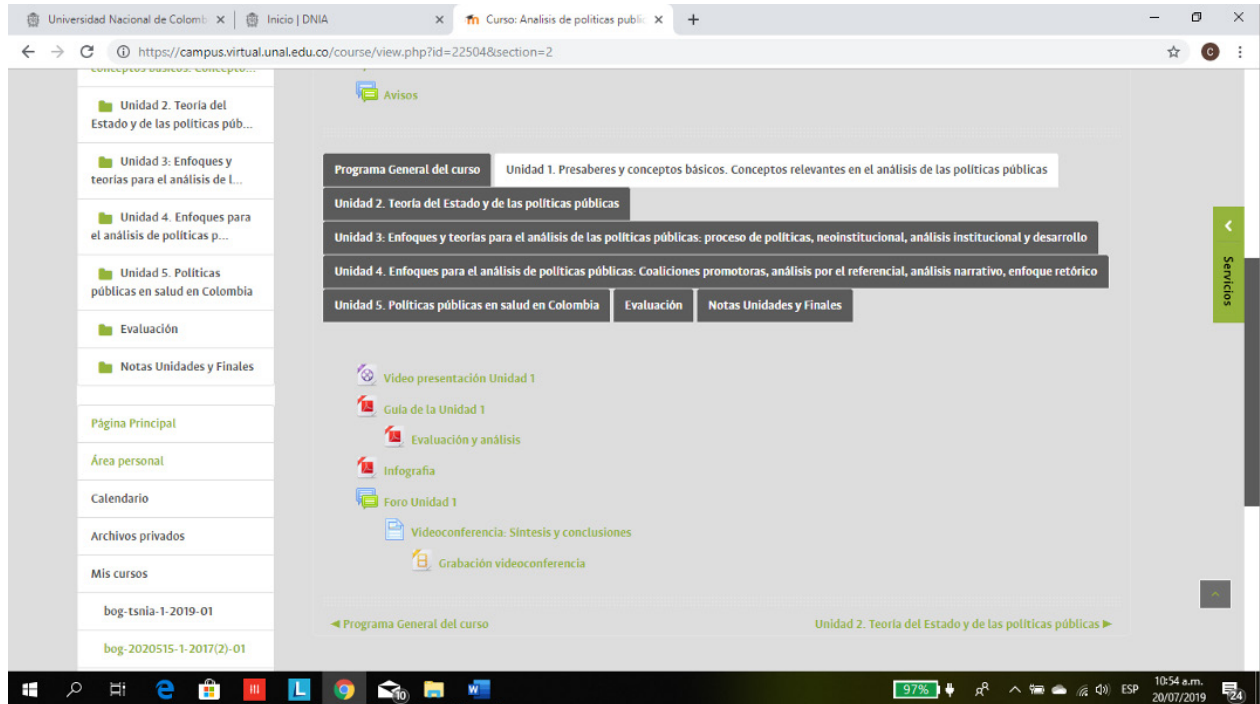 Universidad Nacional de Colomb
Inicio | DNIA
Curso: Analisis de politicas public
https://campus.virtual.unal.edu.co/course/view.php?id=22504&section=2
C
conceptos básicos. Concepto...
Unidad 2. Teoría del
Estado y de las políticas púb...
Unidad 3: Enfoques y
teorías para el análisis de l...
Unidad 4. Enfoques para
el análisis de políticas p...
Unidad 5. Políticas
públicas en salud en Colombia
Evaluación
Notas Unidades y Finales
Página Principal
Área personal
Calendario
Archivos privados
Mis cursos
bog-tsnia-1-2019-01
bog-2020515-1-2017(2)-01
Avisos
Programa General del curso
Unidad 1. Presaberes y conceptos básicos. Conceptos relevantes en el análisis de las políticas públicas
Unidad 2. Teoría del Estado y de las políticas públicas
Unidad 3: Enfoques y teorías para el análisis de las políticas públicas: proceso de políticas, neoinstitucional, análisis institucional y desarrollo
Unidad 4. Enfoques para el análisis de políticas públicas: Coaliciones promotoras, análisis por el referencial, análisis narrativo, enfoque retórico
Unidad 5. Políticas públicas en salud en Colombia
Evaluación
Notas Unidades y Finales
Video presentación Unidad 1
Guía de la Unidad 1
Evaluación y análisis
Infografía
Foro Unidad 1
Videoconferencia: Síntesis y conclusiones
Grabación videoconferencia
Programa General del curso
Unidad 2. Teoría del Estado y de las políticas públicas
Servicios
L
10
W
97%
ESP
10:54 a.m.
20/07/2019
24